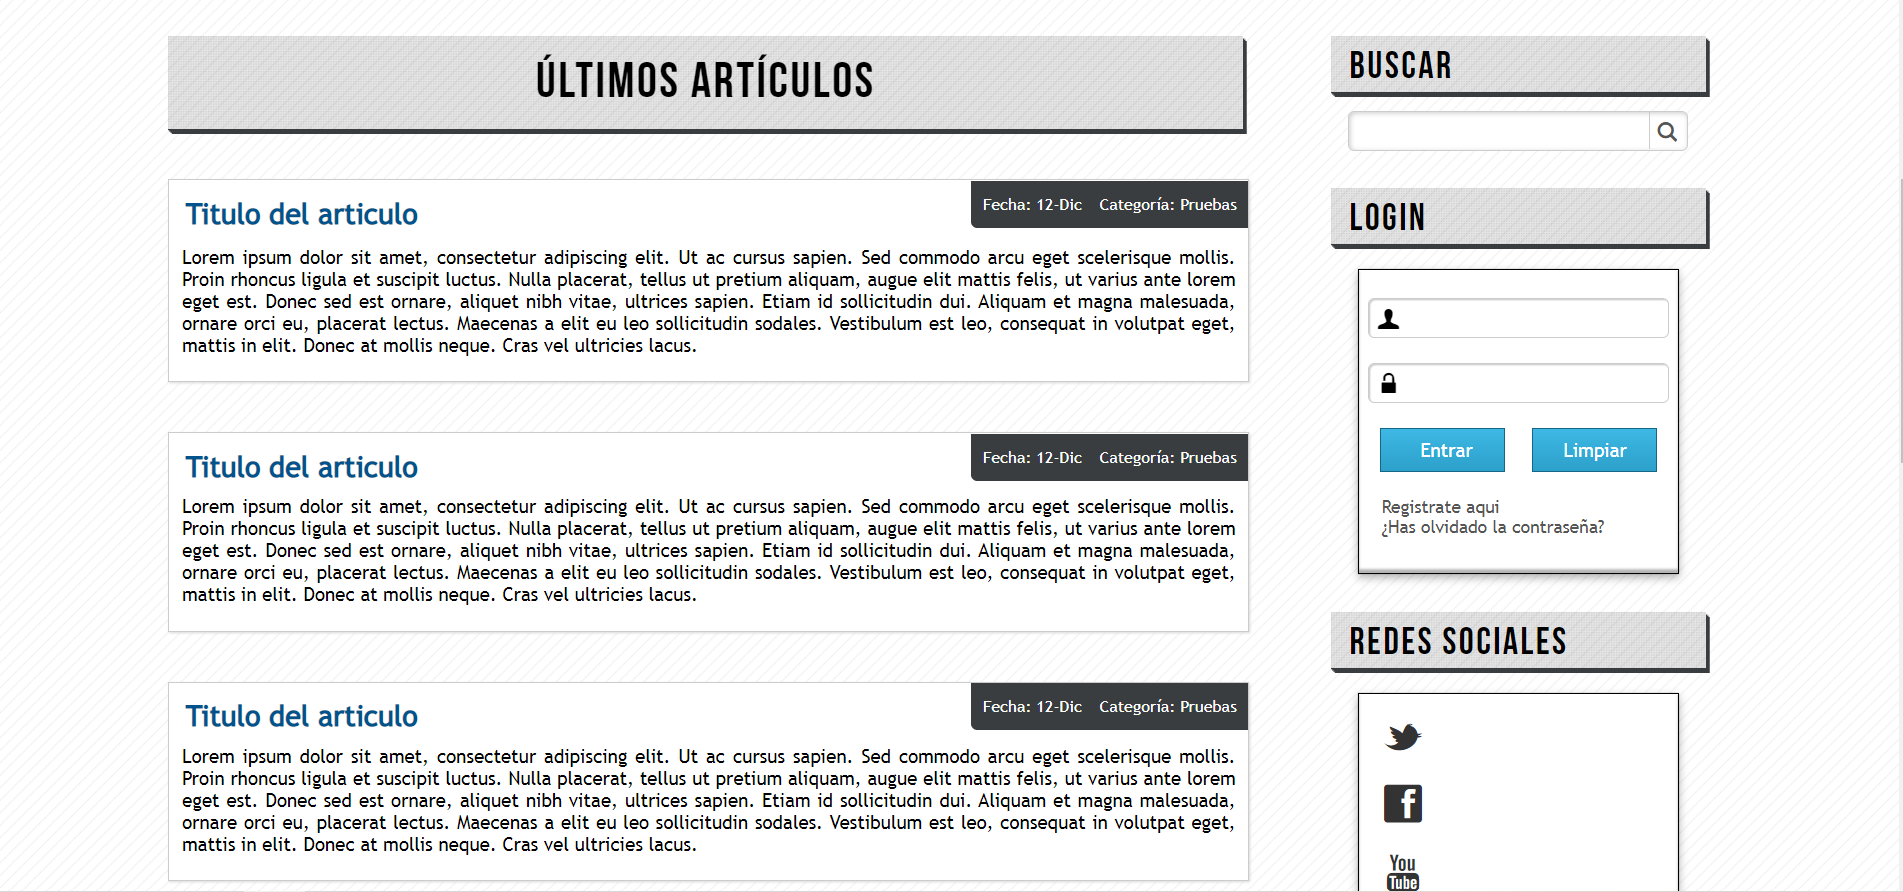 ÚLTIMOS ARTÍCULOS
Titulo del articulo
Fecha: 12-Dic Categoría: Pruebas
Lorem ipsum dolor sit amet, consectetur adipiscing elit. Ut ac cursus sapien. Sed commodo arcu eget scelerisque mollis.
Proin rhoncus ligula et suscipit luctus. Nulla placerat, tellus ut pretium aliquam, augue elit mattis felis, ut varius ante lorem
eget est. Donec sed est ornare, aliquet nibh vitae, ultrices sapien. Etiam id sollicitudin dui. Aliquam et magna malesuada,
ornare orci eu, placerat lectus. Maecenas a elit eu leo sollicitudin sodales. Vestibulum est leo, consequat in volutpat eget,
mattis in elit. Donec at mollis neque. Cras vel ultricies lacus.
Titulo del articulo
Fecha: 12-Dic Categoría: Pruebas
Lorem ipsum dolor sit amet, consectetur adipiscing elit. Ut ac cursus sapien. Sed commodo arcu eget scelerisque mollis.
Proin rhoncus ligula et suscipit luctus. Nulla placerat, tellus ut pretium aliquam, augue elit mattis felis, ut varius ante lorem
eget est. Donec sed est ornare, aliquet nibh vitae, ultrices sapien. Etiam id sollicitudin dui. Aliquam et magna malesuada,
ornare orci eu, placerat lectus. Maecenas a elit eu leo sollicitudin sodales. Vestibulum est leo, consequat in volutpat eget,
mattis in elit. Donec at mollis neque. Cras vel ultricies lacus.
Titulo del articulo
Fecha: 12-Dic Categoría: Pruebas
Lorem ipsum dolor sit amet, consectetur adipiscing elit. Ut ac cursus sapien. Sed commodo arcu eget scelerisque mollis.
Proin rhoncus ligula et suscipit luctus. Nulla placerat, tellus ut pretium aliquam, augue elit mattis felis, ut varius ante lorem
eget est. Donec sed est ornare, aliquet nibh vitae, ultrices sapien. Etiam id sollicitudin dui. Aliquam et magna malesuada,
ornare orci eu, placerat lectus. Maecenas a elit eu leo sollicitudin sodales. Vestibulum est leo, consequat in volutpat eget,
mattis in elit. Donec at mollis neque. Cras vel ultricies lacus.
BUSCAR
LOGIN
Entrar Limpiar
Registrate aqui
¿Has olvidado la contraseña?
REDES SOCIALES
f
You
Tube